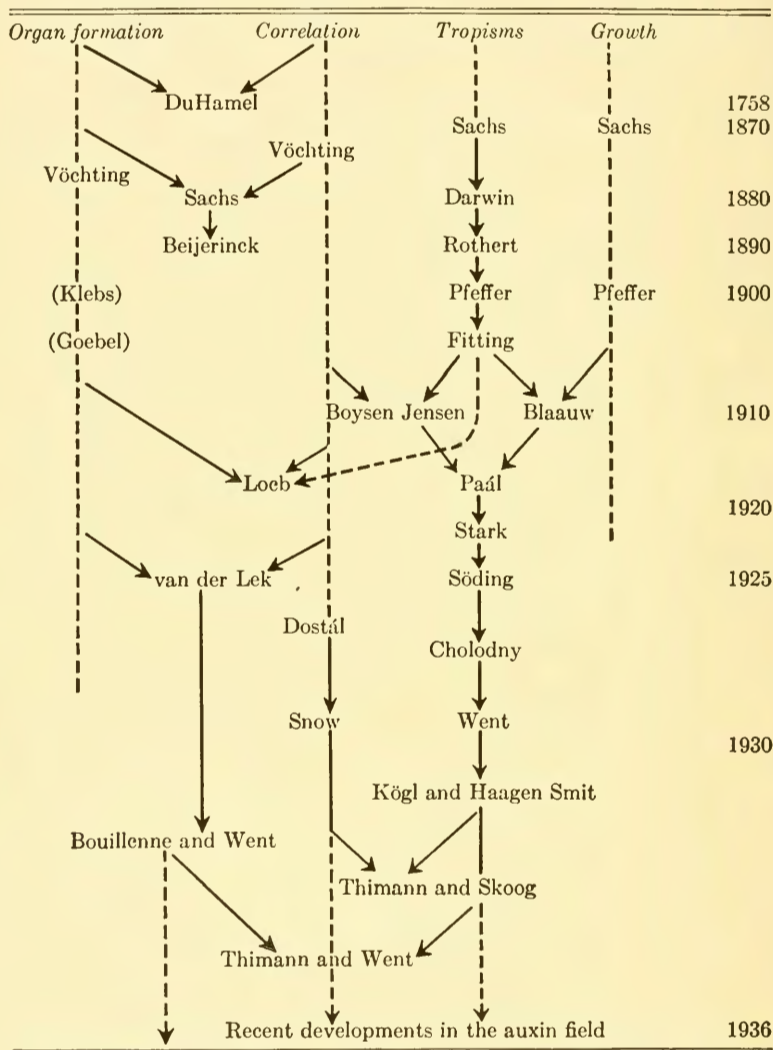 Organ formation Correlation Tropisms Growth
DuHamel 1758
Sachs Sachs 1870
Vöchting
Vöchting
Sachs Darwin 1880
Beijerinck Rothert 1890
(Klebs) Pfeffer Pfeffer 1900
(Goebel) Fitting
Boysen Jensen Blaauw 1910
Loeb Paál
1920
Stark
van der Lek Söding 1925
Dostál
Cholodny
Snow Went
1930
Kögl and Haagen Smit
Bouillenne and Went
Thimann and Skoog
Thimann and Went
Recent developments in the auxin field 1936